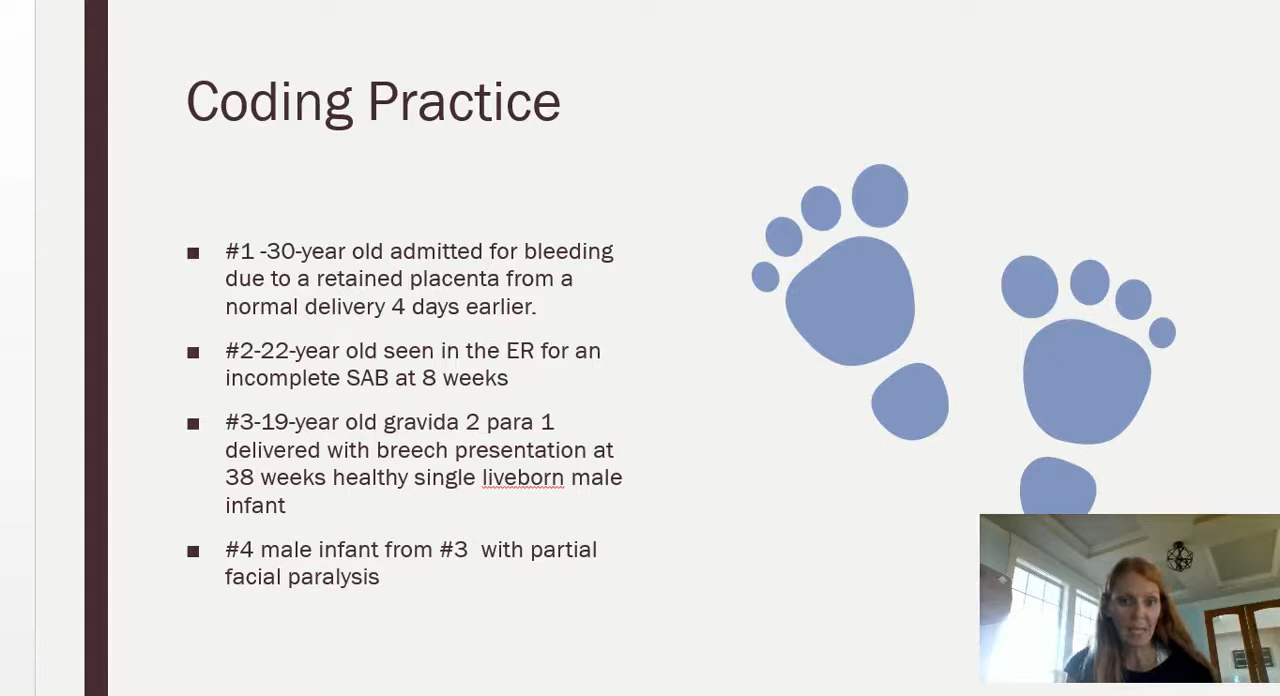 Coding Practice
#1 -30-year old admitted for bleeding
due to a retained placenta from a
normal delivery 4 days earlier.
#2-22-year old seen in the ER for an
incomplete SAB at 8 weeks
#3-19-year old gravida 2 para 1
delivered with breech presentation at
38 weeks healthy single liveborn male
infant
#4 male infant from #3  with partial
facial paralysis